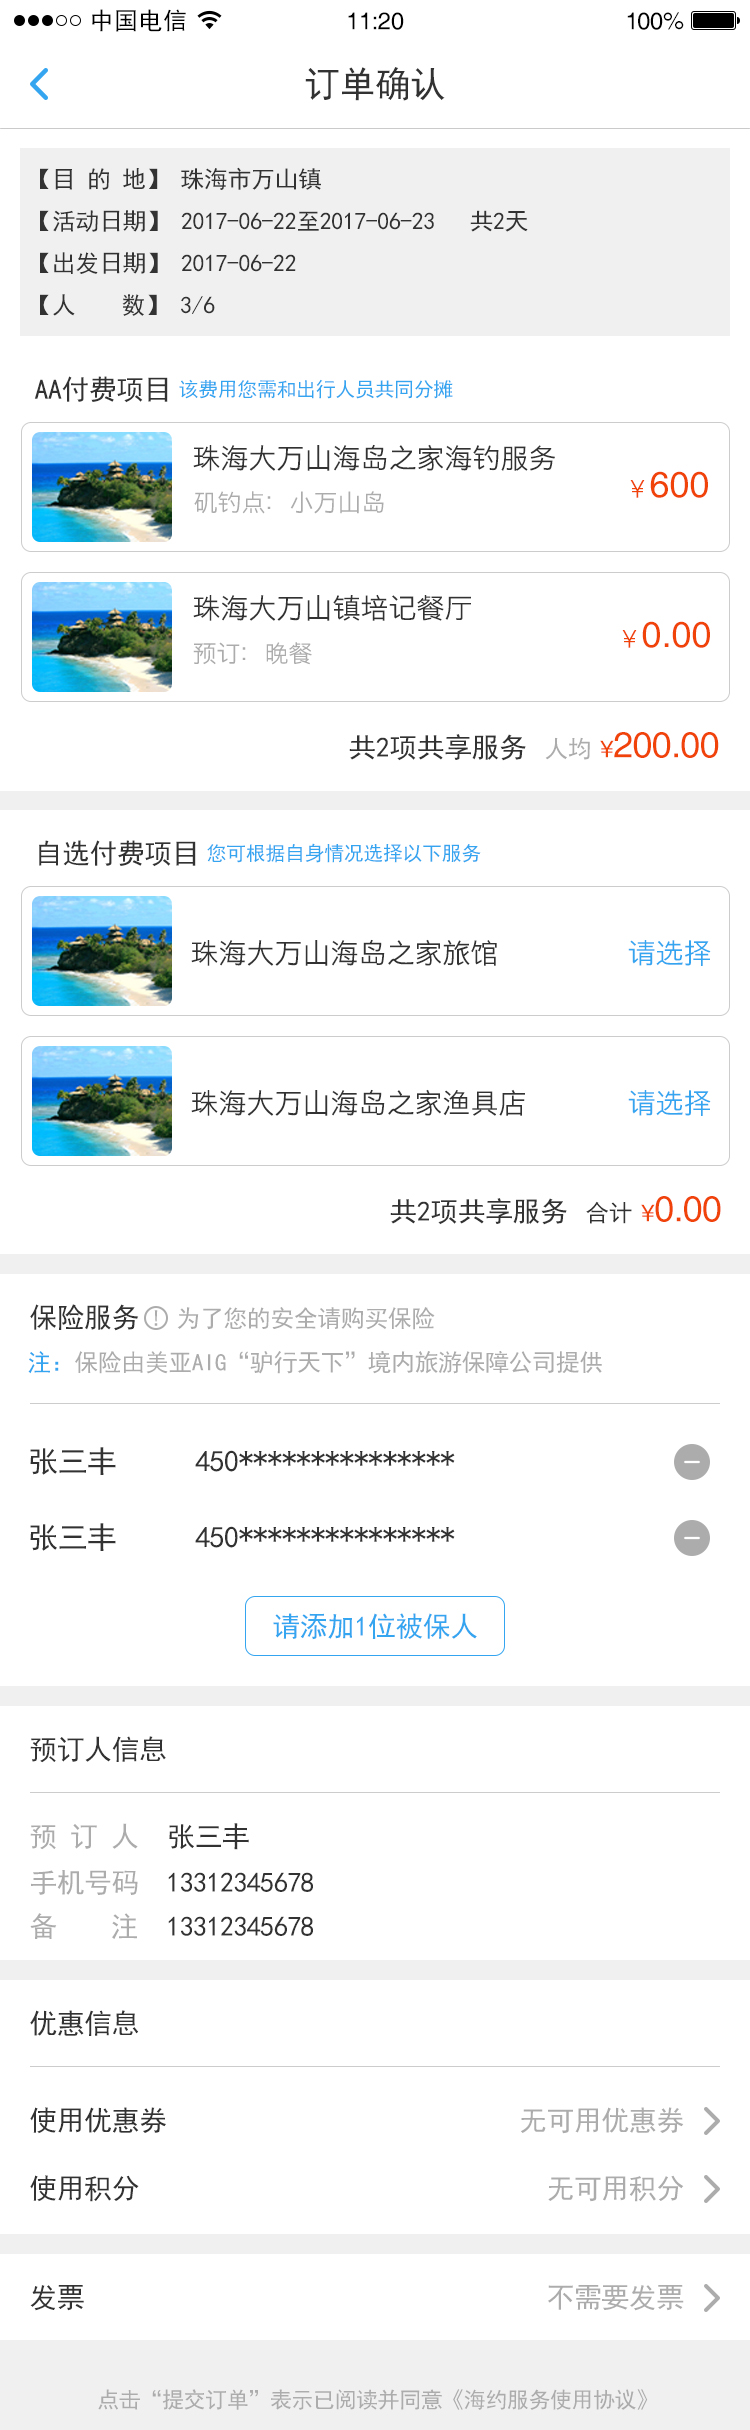 中国电信 11:20 100%
订单确认
【目 的 地】 珠海市万山镇
【活动日期】 2017-06-22至2017-06-23 共2天
【出发日期】 2017-06-22
【人 数】 3/6
AA付费项目 该费用您需和出行人员共同分摊
珠海大万山海岛之家海钓服务
矶钓点: 小万山岛
¥600
珠海大万山镇培记餐厅
预订: 晚餐
¥0.00
共2项共享服务 人均 ¥200.00
自选付费项目 您可根据自身情况选择以下服务
珠海大万山海岛之家旅馆 请选择
珠海大万山海岛之家渔具店 请选择
共2项共享服务 合计 ¥0.00
保险服务 ! 为了您的安全请购买保险
注: 保险由美亚AIG“驴行天下”境内旅游保障公司提供
张三丰 450***************
张三丰 450***************
请添加1位被保人
预订人信息
预 订 人 张三丰
手机号码 13312345678
备 注 13312345678
优惠信息
使用优惠券 无可用优惠券
使用积分 无可用积分
发票 不需要发票
点击“提交订单”表示已阅读并同意《海约服务使用协议》